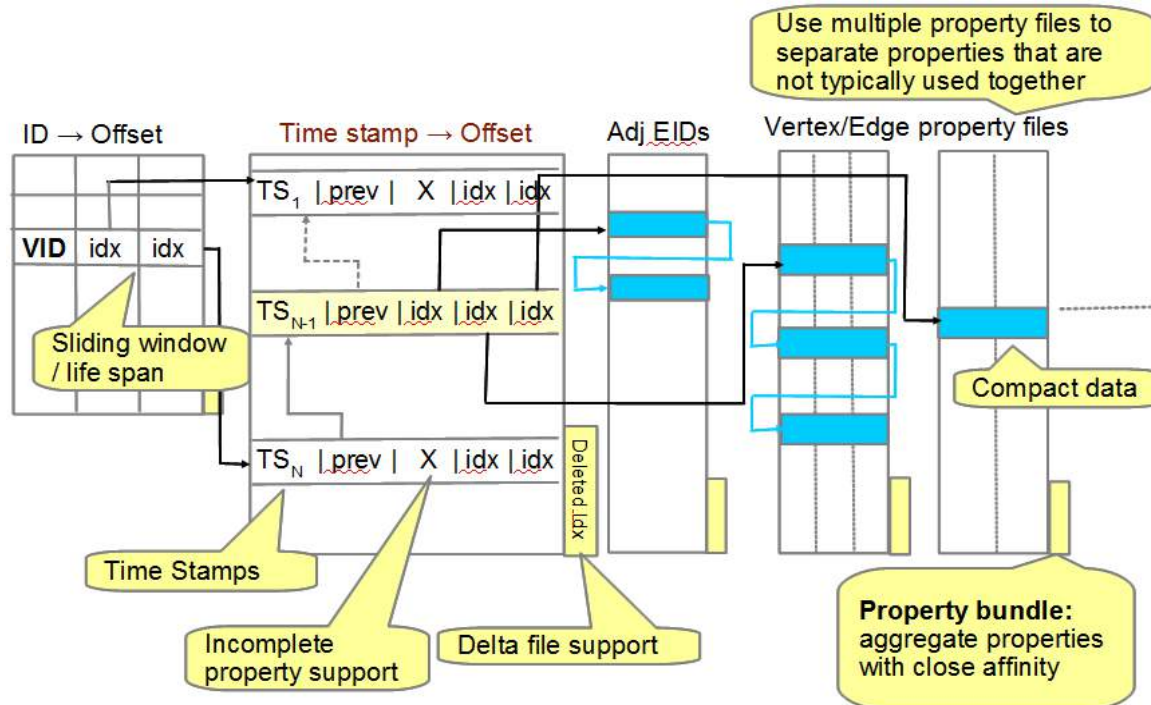 Use multiple property files to
separate properties that are
not typically used together
ID → Offset
Time stamp → Offset
Adj EIDs
Vertex/Edge property files
TS1 | prev | X | idx | idx
VID idx idx
TSN-1 | prev | idx | idx | idx
Sliding window
/ life span
Compact data
TSN | prev | X | idx | idx
Deleted idx
Time Stamps
Incomplete
property support
Delta file support
Property bundle:
aggregate properties
with close affinity